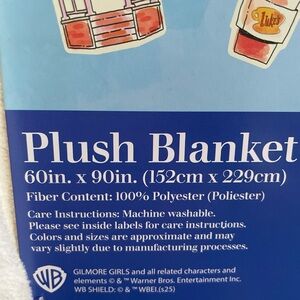 Luke's
Plush Blanket
60in. x 90in. (152cm x 229cm)
Fiber Content: 100% Polyester (Poliester)
Care Instructions: Machine washable.
Please see inside labels for care instructions.
Colors and sizes are approximate and may
vary slightly due to manufacturing processes.
WB
GILMORE GIRLS and all related characters and
elements © & ™ Warner Bros. Entertainment Inc.
WB SHIELD: © & ™ WBEI.(s25)